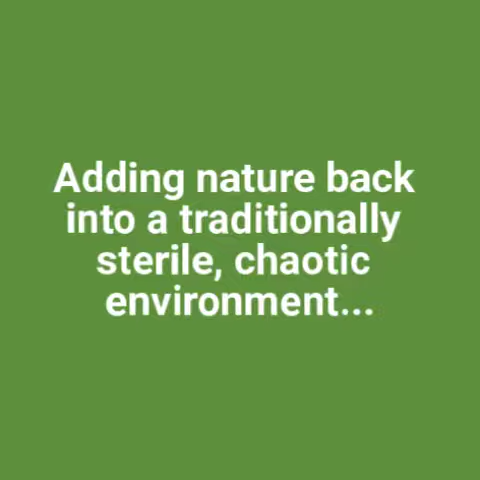 Adding nature back
into a traditionally
sterile, chaotic
environment...